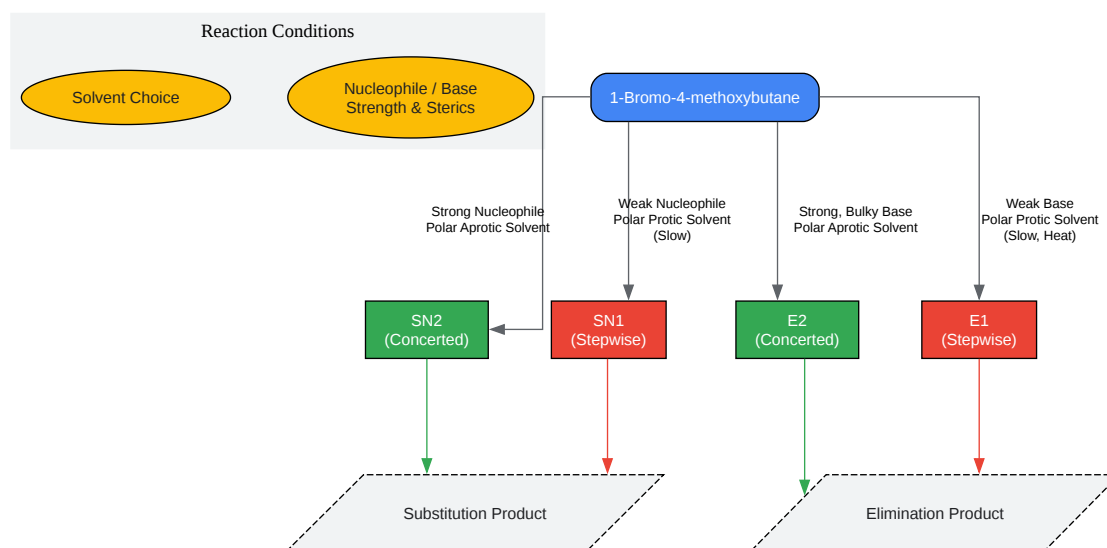 Reaction Conditions
Solvent Choice
Nucleophile / Base
Strength & Sterics
1-Bromo-4-methoxybutane
Strong Nucleophile
Polar Aprotic Solvent
Weak Nucleophile
Polar Protic Solvent
(Slow)
Strong, Bulky Base
Polar Aprotic Solvent
Weak Base
Polar Protic Solvent
(Slow, Heat)
SN2
(Concerted)
SN1
(Stepwise)
E2
(Concerted)
E1
(Stepwise)
Substitution Product
Elimination Product